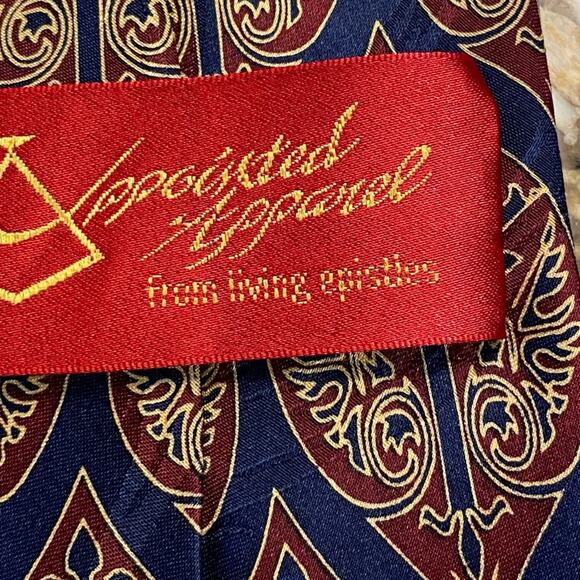 Appointed
Apparel
from living epistles